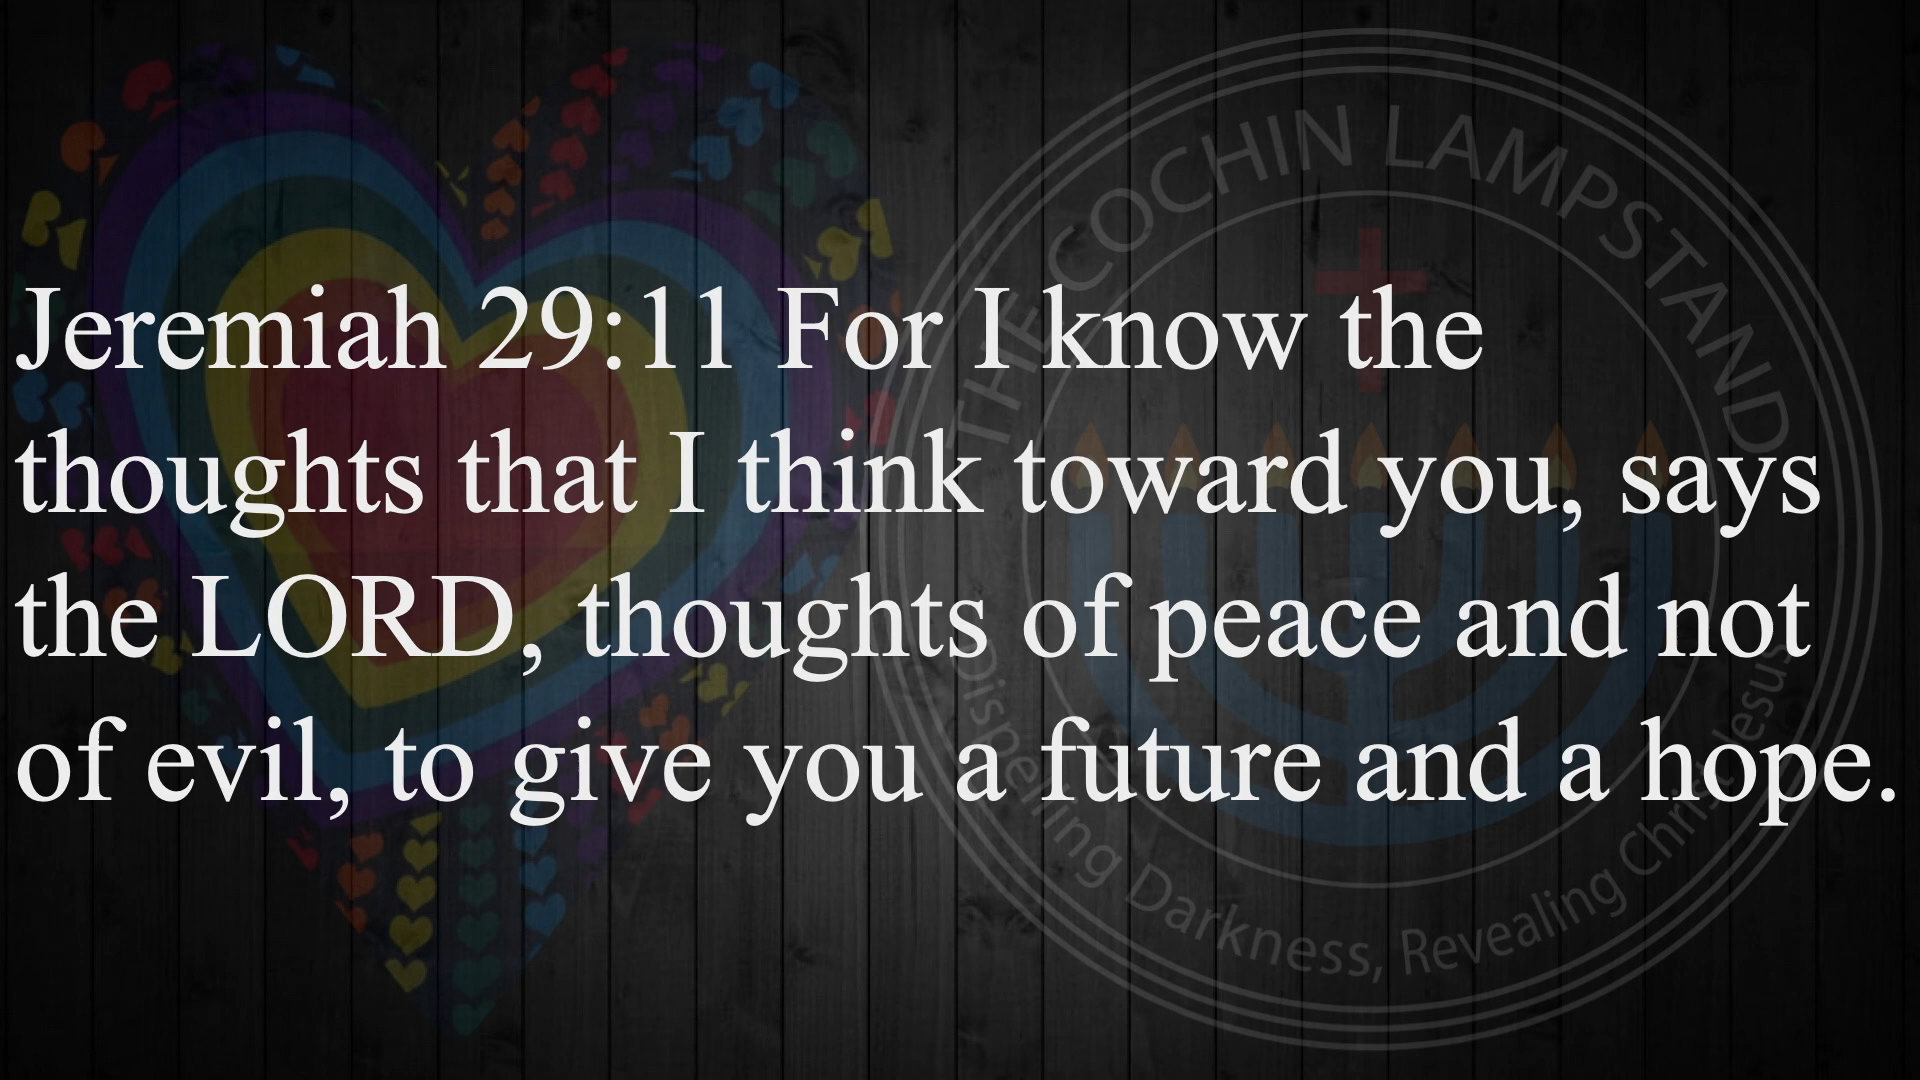 THE COCHIN LAMPSTAND
Jeremiah 29:11 For I know the
thoughts that I think toward you, says
the LORD, thoughts of peace and not
of evil, to give you a future and a hope.
Dispelling Darkness, Revealing Christ Jesus